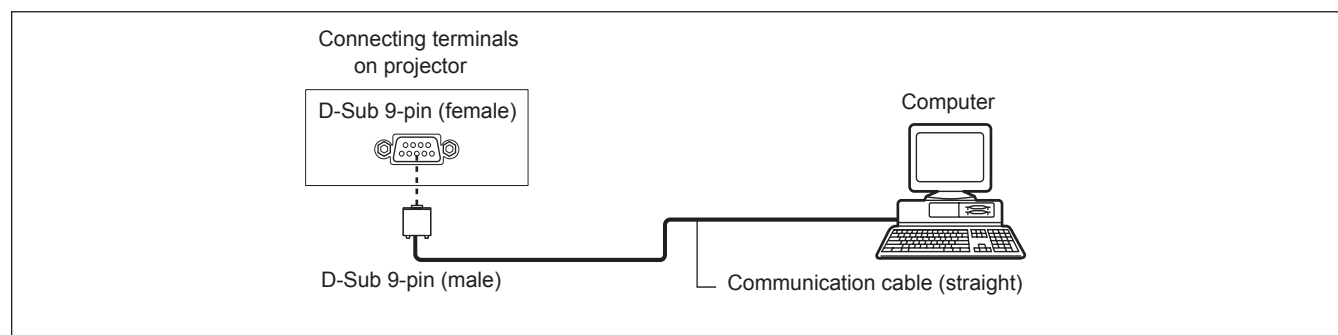 Connecting terminals
on projector
D-Sub 9-pin (female)
Computer
D-Sub 9-pin (male)
Communication cable (straight)